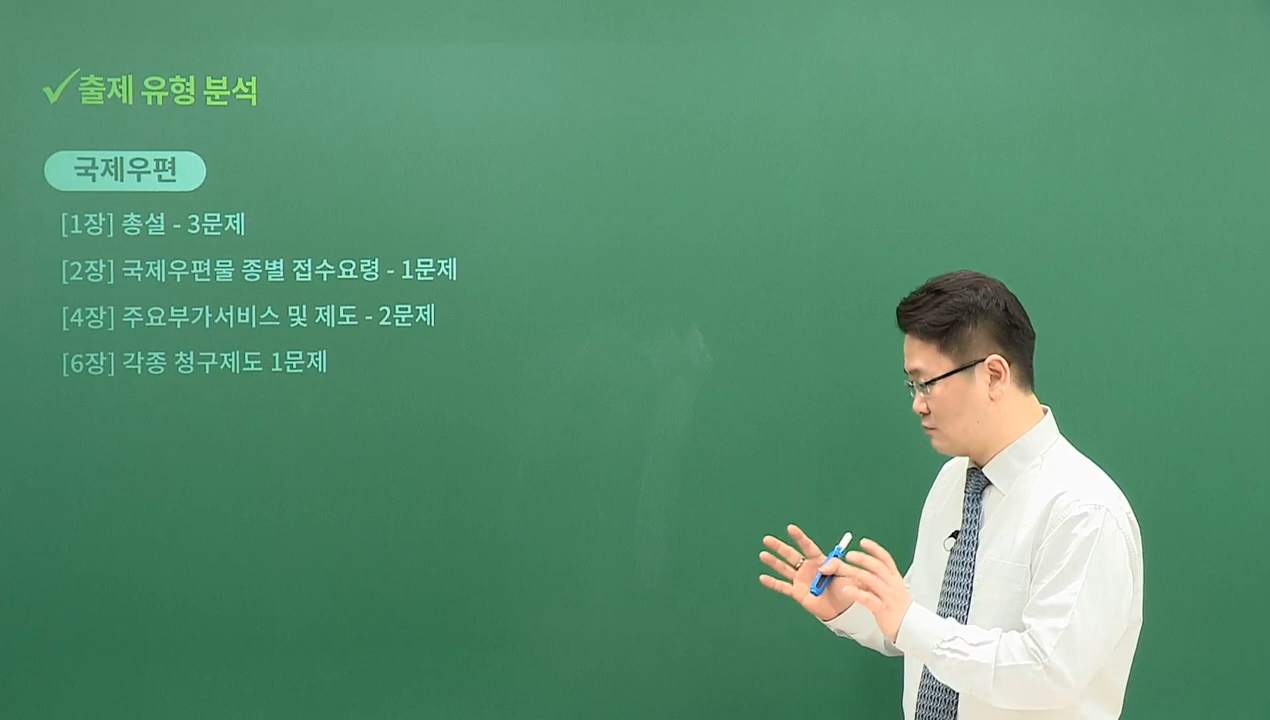 출제 유형 분석
국제우편
[1장] 총설 - 3문제
[2장] 국제우편물 종별 접수요령 - 1문제
[4장] 주요부가서비스 및 제도 - 2문제
[6장] 각종 청구제도 1문제